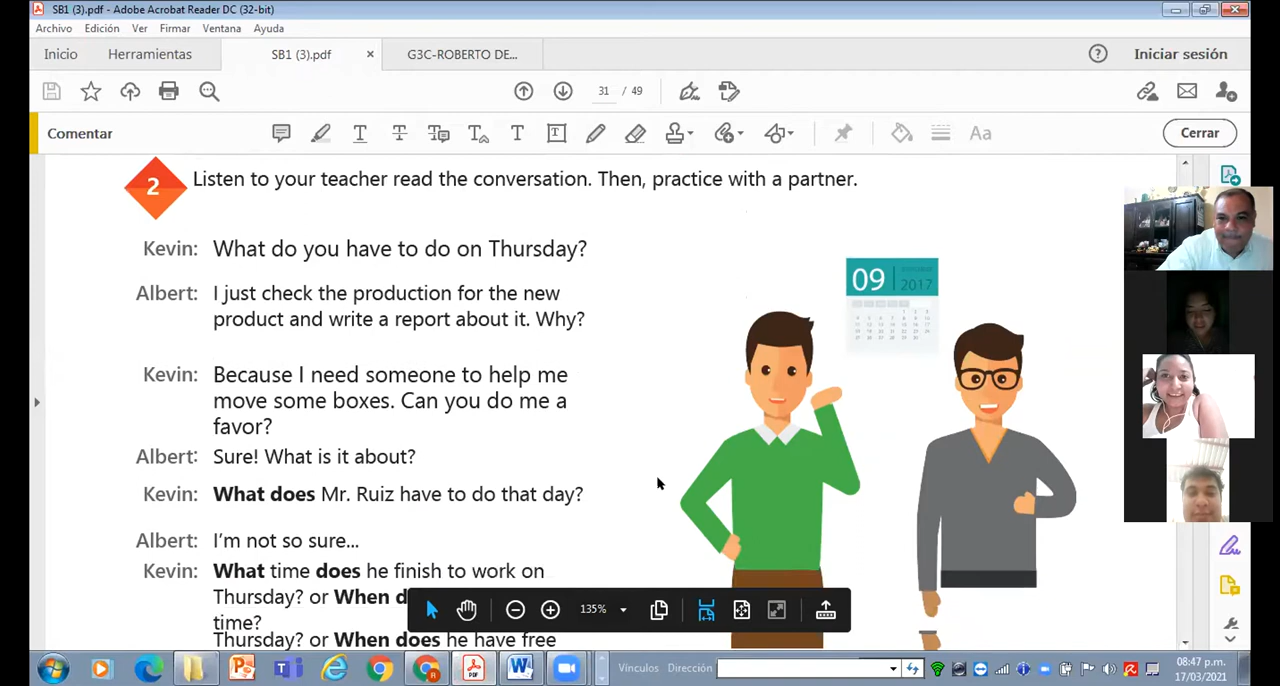 SB1 (3).pdf - Adobe Acrobat Reader DC (32-bit)
Archivo Edición Ver Firmar Ventana Ayuda
Inicio Herramientas SB1 (3).pdf × G3C-ROBERTO DE... ? Iniciar sesión
31 / 49
Comentar Aa Cerrar
2 Listen to your teacher read the conversation. Then, practice with a partner.
Kevin: What do you have to do on Thursday?
Albert: I just check the production for the new
product and write a report about it. Why?
Kevin: Because I need someone to help me
move some boxes. Can you do me a
favor?
Albert: Sure! What is it about?
Kevin: What does Mr. Ruiz have to do that day?
Albert: I'm not so sure...
Kevin: What time does he finish to work on
Thursday? or When d
time?
Thursday? or When does he have free
09
2017
135%
Vínculos Dirección
08:47 p.m.
17/03/2021